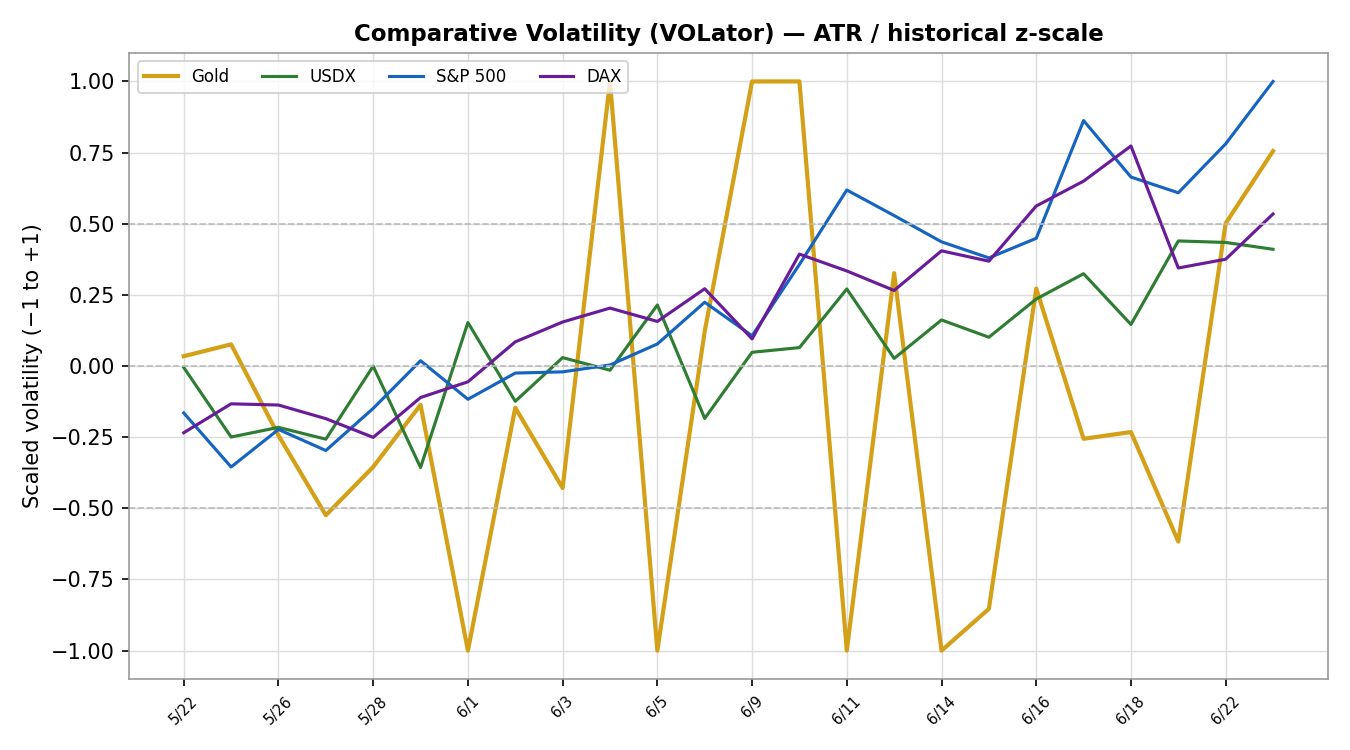 Comparative Volatility (VOLator) — ATR / historical z-scale
Gold USDX S&P 500 DAX
Scaled volatility (−1 to +1)
1.00
0.75
0.50
0.25
0.00
−0.25
−0.50
−0.75
−1.00
5/22 5/26 5/28 6/1 6/3 6/5 6/9 6/11 6/14 6/16 6/18 6/22